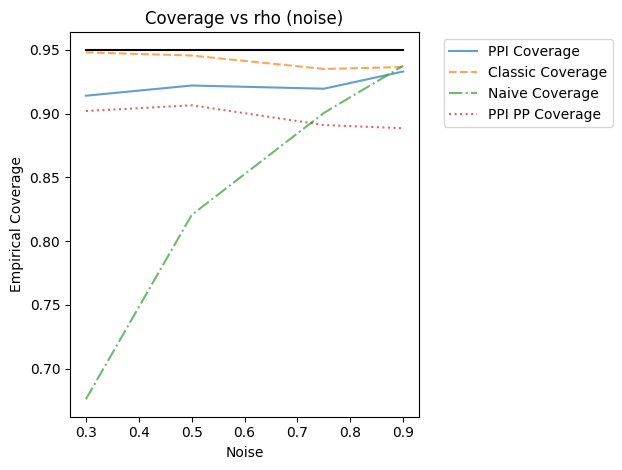 Coverage vs rho (noise)
Empirical Coverage
0.95
0.90
0.85
0.80
0.75
0.70
0.3 0.4 0.5 0.6 0.7 0.8 0.9
Noise
PPI Coverage
Classic Coverage
Naive Coverage
PPI PP Coverage